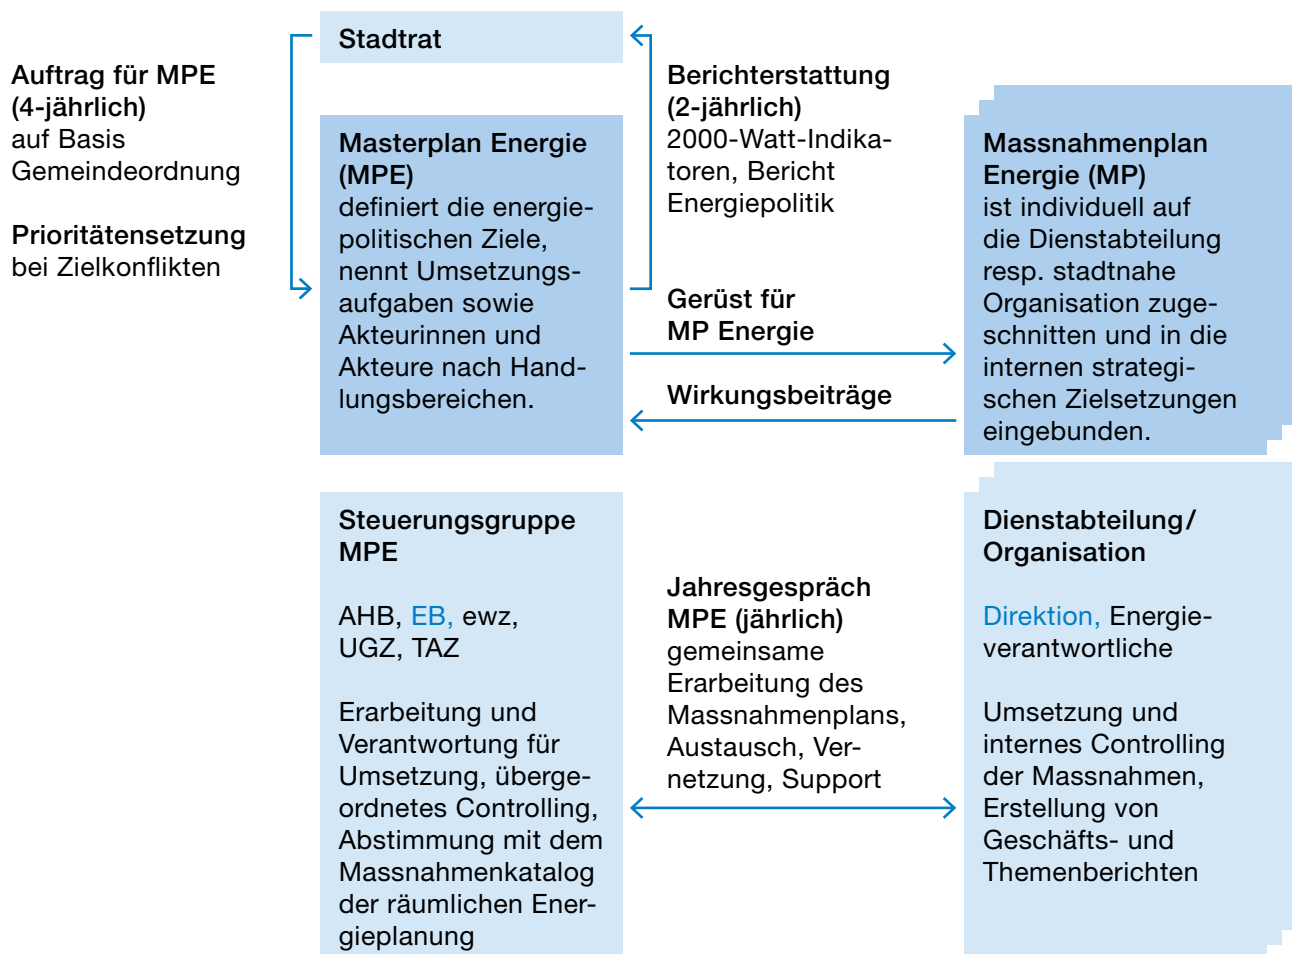 Stadtrat
Auftrag für MPE
(4-jährlich)
auf Basis
Gemeindeordnung
Prioritätensetzung
bei Zielkonflikten
Masterplan Energie
(MPE)
definiert die energie-
politischen Ziele,
nennt Umsetzungs-
aufgaben sowie
Akteurinnen und
Akteure nach Hand-
lungsbereichen.
Berichterstattung
(2-jährlich)
2000-Watt-Indika-
toren, Bericht
Energiepolitik
Gerüst für
MP Energie
Wirkungsbeiträge
Massnahmenplan
Energie (MP)
ist individuell auf
die Dienstabteilung
resp. stadtnahe
Organisation zuge-
schnitten und in die
internen strategi-
schen Zielsetzungen
eingebunden.
Steuerungsgruppe
MPE
AHB, EB, ewz,
UGZ, TAZ
Erarbeitung und
Verantwortung für
Umsetzung, überge-
ordnetes Controlling,
Abstimmung mit dem
Massnahmenkatalog
der räumlichen Ener-
gieplanung
Jahresgespräch
MPE (jährlich)
gemeinsame
Erarbeitung des
Massnahmenplans,
Austausch, Ver-
netzung, Support
Dienstabteilung/
Organisation
Direktion, Energie-
verantwortliche
Umsetzung und
internes Controlling
der Massnahmen,
Erstellung von
Geschäfts- und
Themenberichten